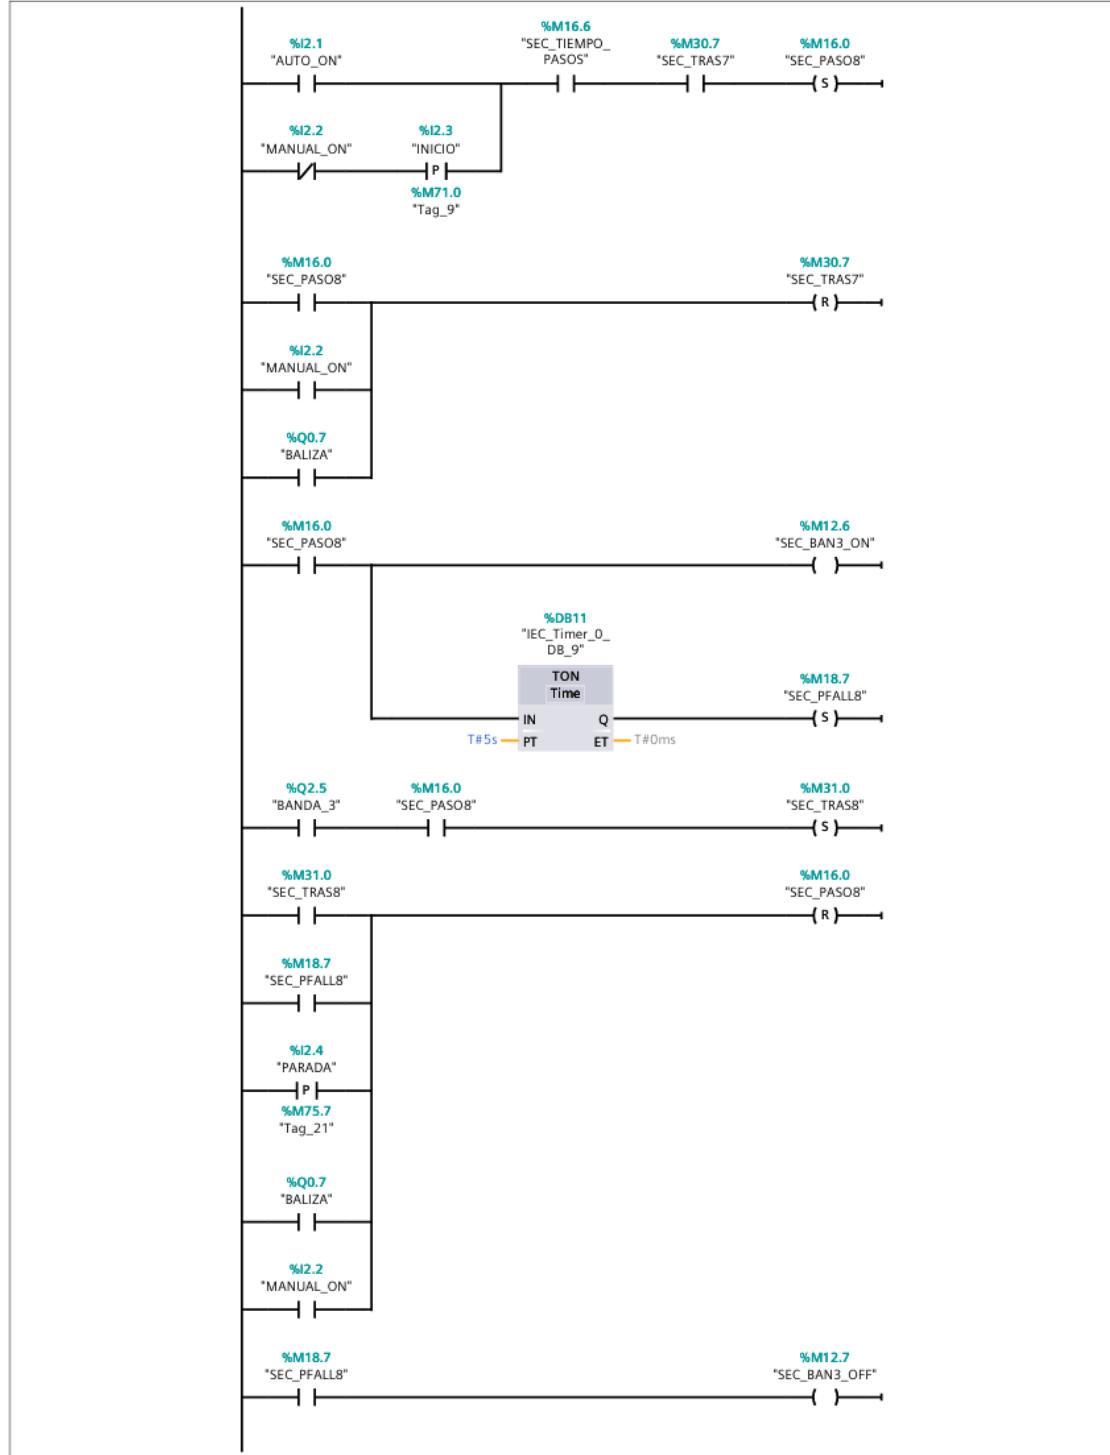 %M16.6
%I2.1 "SEC_TIEMPO_ %M30.7 %M16.0
"AUTO_ON" PASOS" "SEC_TRAS7" "SEC_PASO8"
S
%I2.2 %I2.3
"MANUAL_ON" "INICIO"
P
%M71.0
"Tag_9"
%M16.0 %M30.7
"SEC_PASO8" "SEC_TRAS7"
R
%I2.2
"MANUAL_ON"
%Q0.7
"BALIZA"
%M16.0 %M12.6
"SEC_PASO8" "SEC_BAN3_ON"
%DB11
"IEC_Timer_0_
DB_9"
TON
Time
%M18.7
"SEC_PFALL8"
IN Q S
T#5s PT ET T#0ms
%Q2.5 %M16.0 %M31.0
"BANDA_3" "SEC_PASO8" "SEC_TRAS8"
S
%M31.0 %M16.0
"SEC_TRAS8" "SEC_PASO8"
R
%M18.7
"SEC_PFALL8"
%I2.4
"PARADA"
P
%M75.7
"Tag_21"
%Q0.7
"BALIZA"
%I2.2
"MANUAL_ON"
%M18.7 %M12.7
"SEC_PFALL8" "SEC_BAN3_OFF"